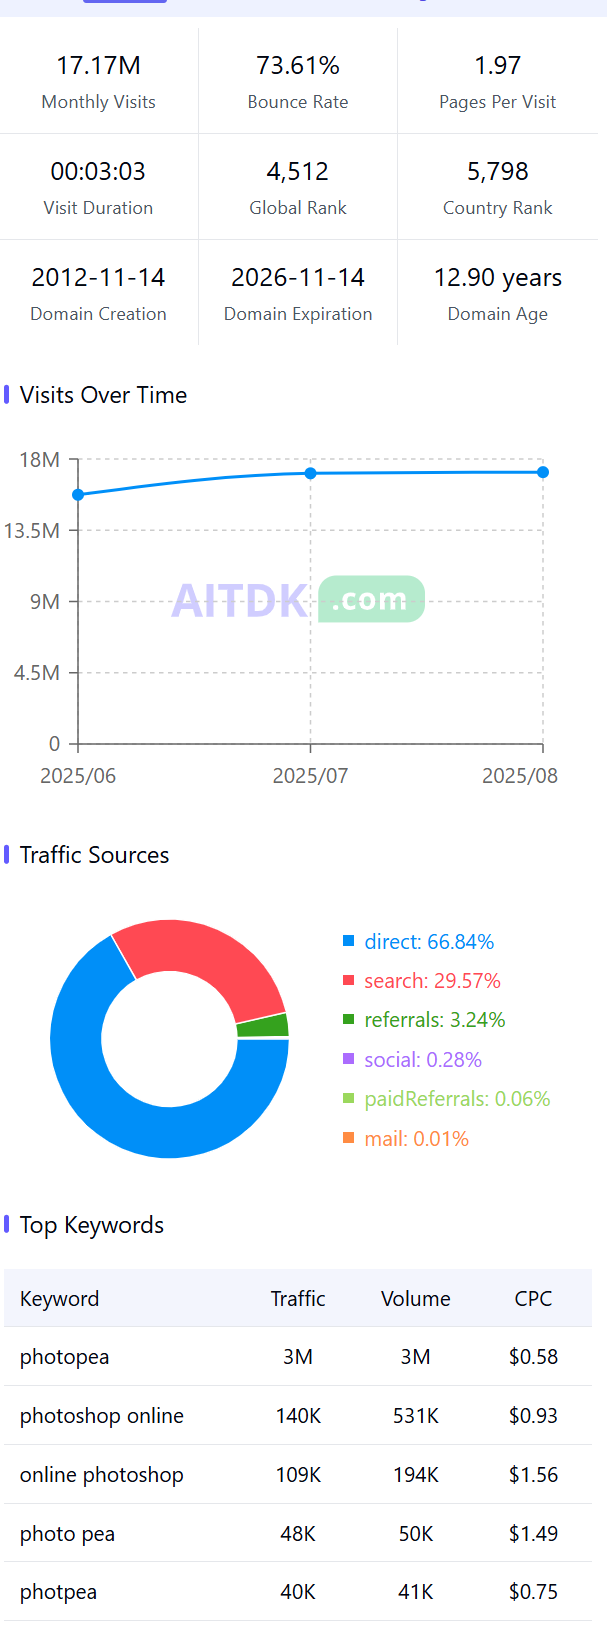 17.17M 73.61% 1.97
Monthly Visits Bounce Rate Pages Per Visit
00:03:03 4,512 5,798
Visit Duration Global Rank Country Rank
2012-11-14 2026-11-14 12.90 years
Domain Creation Domain Expiration Domain Age
Visits Over Time
18M
13.5M
9M
AITDK .com
4.5M
0
2025/06 2025/07 2025/08
Traffic Sources
direct: 66.84%
search: 29.57%
referrals: 3.24%
social: 0.28%
paidReferrals: 0.06%
mail: 0.01%
Top Keywords
Keyword Traffic Volume CPC
photopea 3M 3M $0.58
photoshop online 140K 531K $0.93
online photoshop 109K 194K $1.56
photo pea 48K 50K $1.49
photpea 40K 41K $0.75